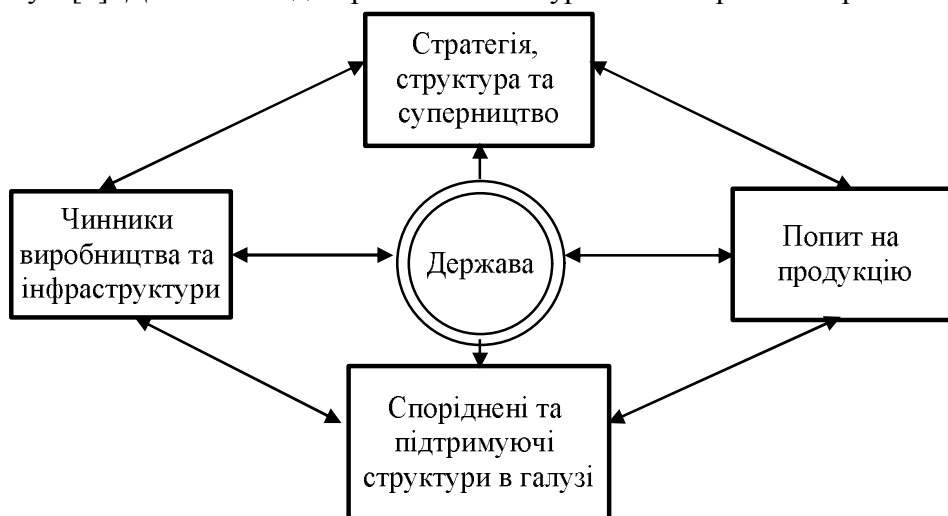 Стратегія,
структура та
суперництво
Чинники
виробництва та
інфраструктури
Держава
Попит на
продукцію
Споріднені та
підтримуючі
структури в галузі